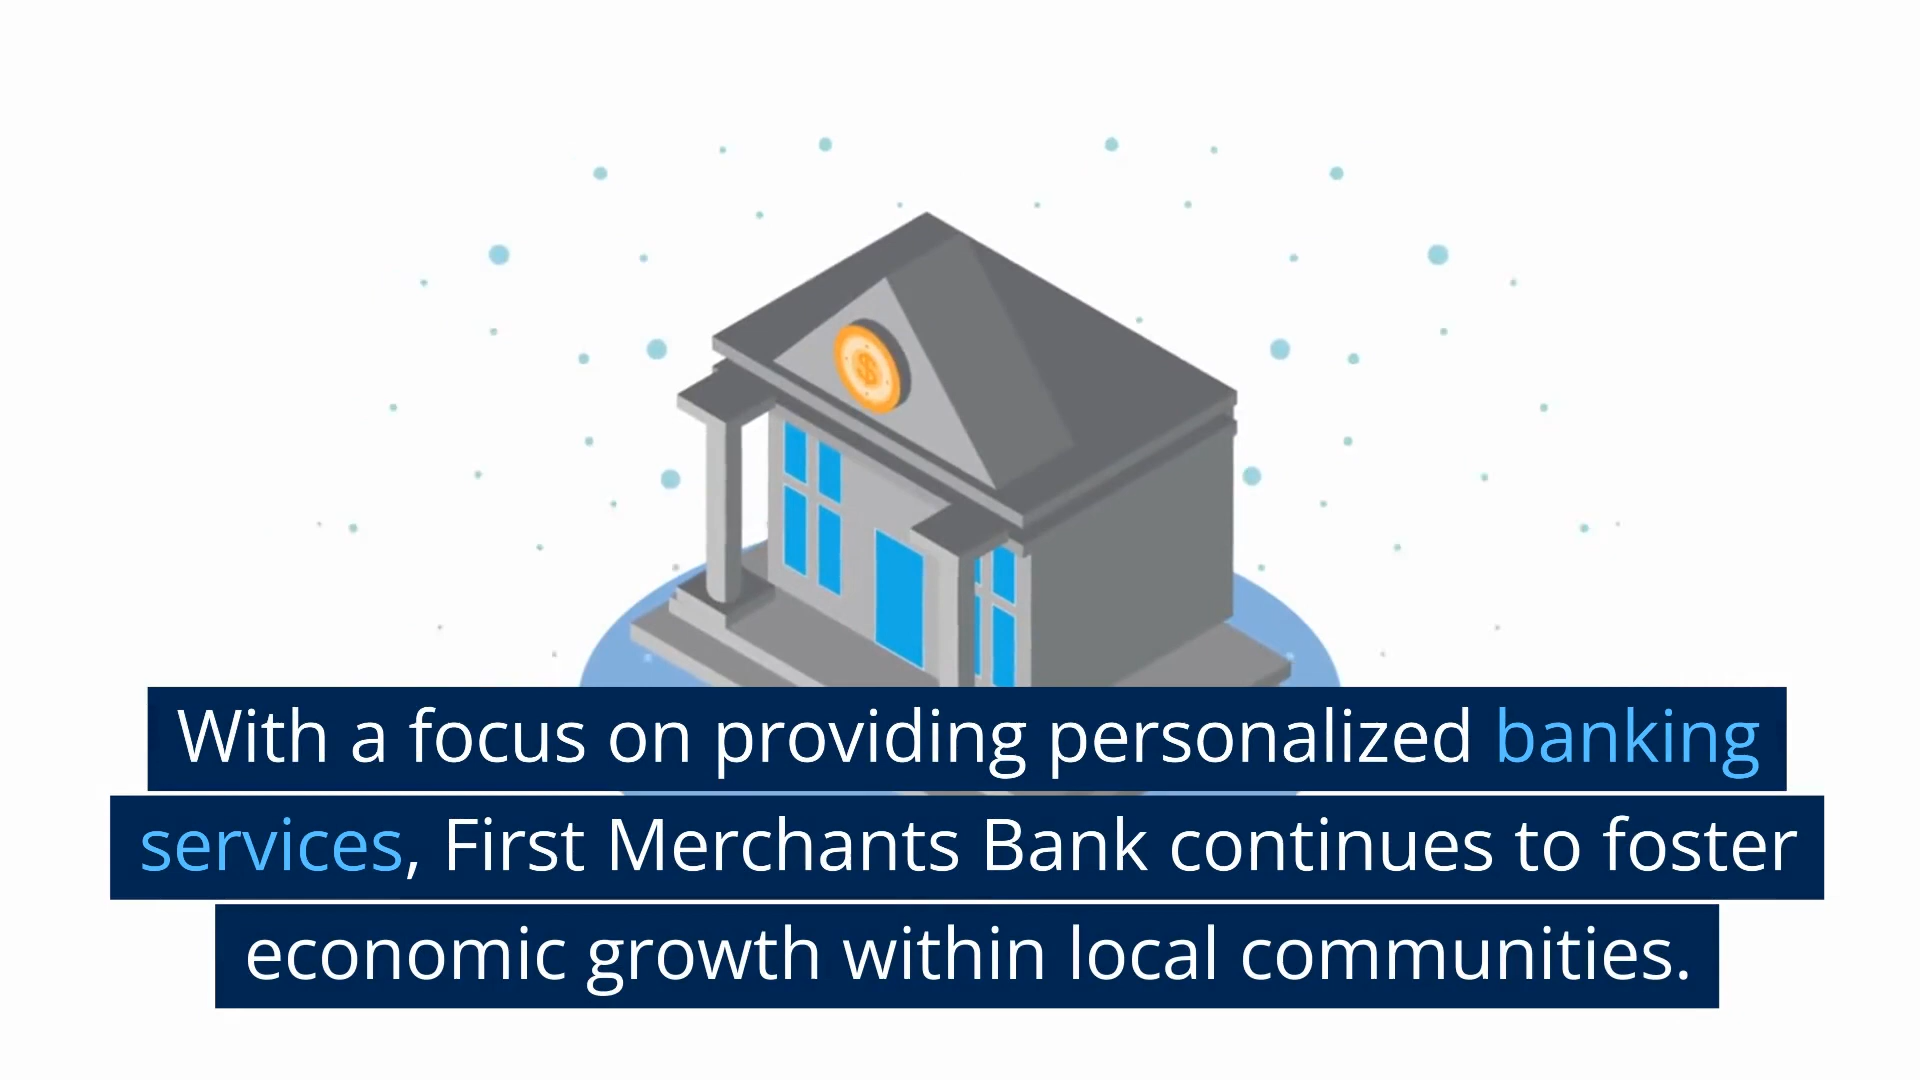 $
With a focus on providing personalized banking
services, First Merchants Bank continues to foster
economic growth within local communities.